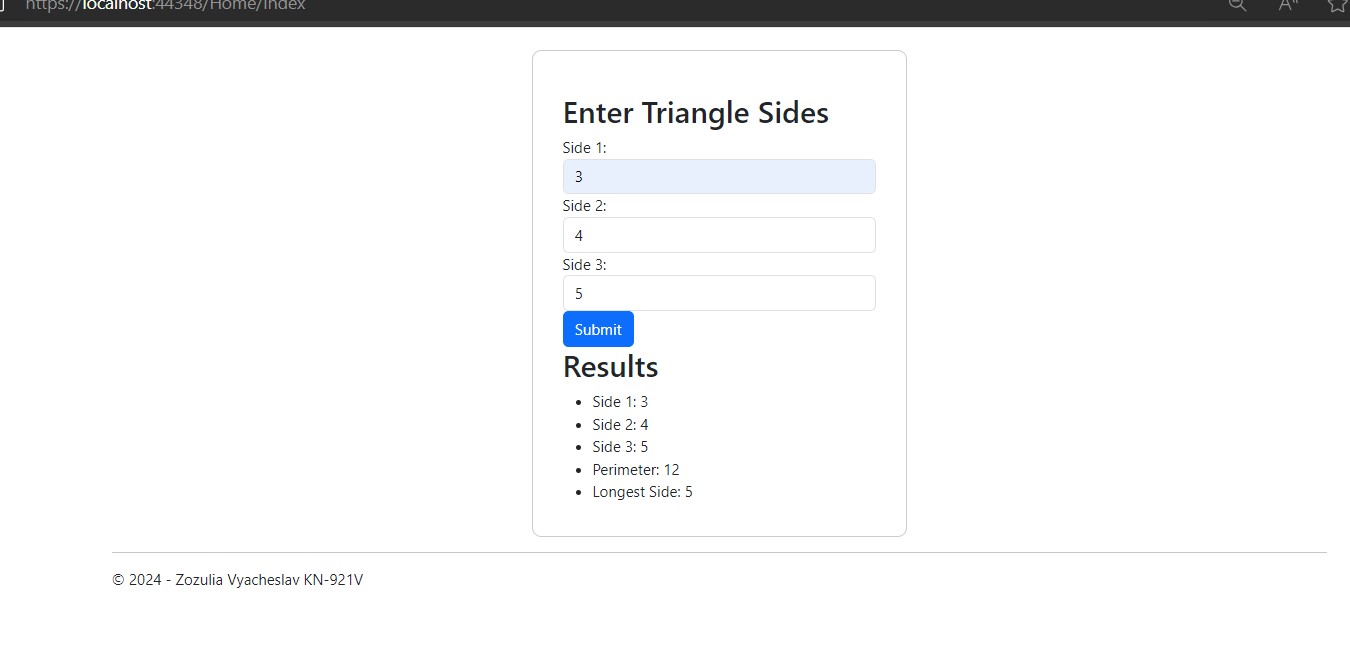 https://localhost:44348/Home/Index
Enter Triangle Sides
Side 1:
3
Side 2:
4
Side 3:
5
Submit
Results
Side 1: 3
Side 2: 4
Side 3: 5
Perimeter: 12
Longest Side: 5
© 2024 - Zozulia Vyacheslav KN-921V